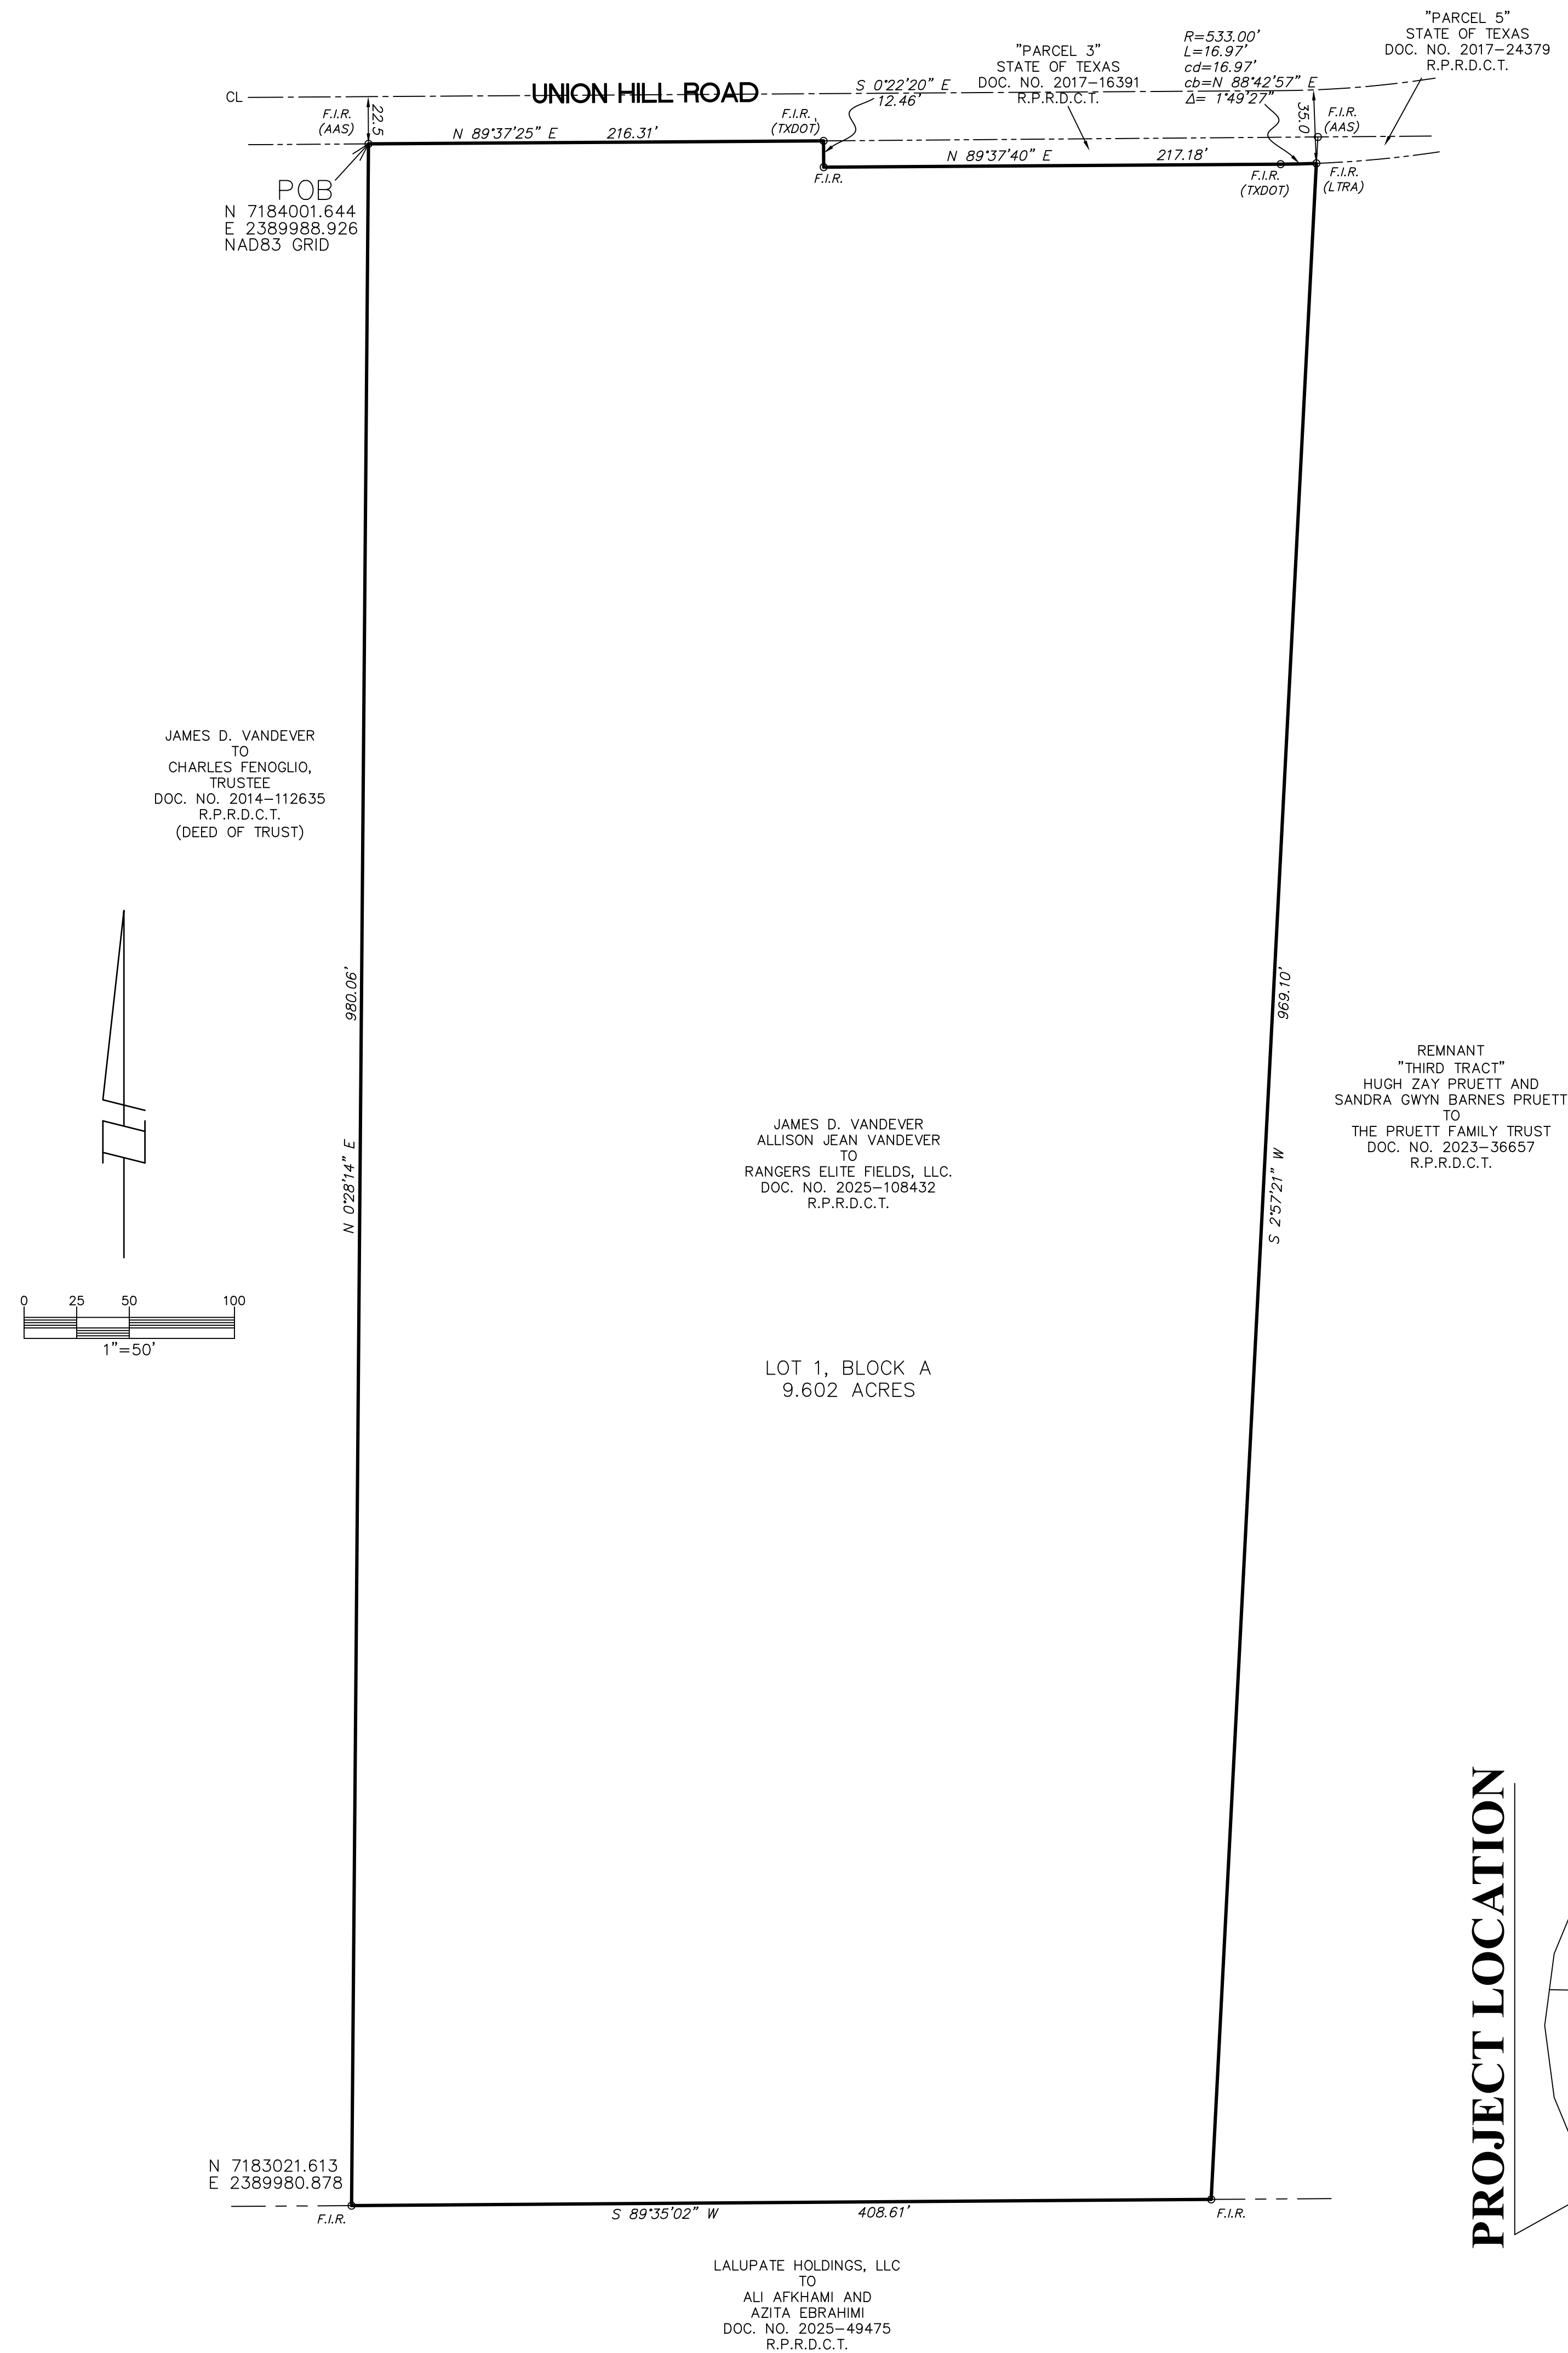 "PARCEL 5"
STATE OF TEXAS
DOC. NO. 2017-24379
R.P.R.D.C.T.
"PARCEL 3"
STATE OF TEXAS
DOC. NO. 2017-16391
R.P.R.D.C.T.
R=533.00'
L=16.97'
cd=16.97'
cb=N 88°42'57" E
Δ= 1°49'27"
CL
UNION HILL ROAD
S 0°22'20" E
12.46'
F.I.R.
(AAS)
22.5
F.I.R.
(TXDOT)
35.0
F.I.R.
(AAS)
N 89°37'25" E 216.31'
N 89°37'40" E 217.18'
F.I.R.
F.I.R.
(TXDOT)
F.I.R.
(LTRA)
POB
N 7184001.644
E 2389988.926
NAD83 GRID
JAMES D. VANDEVER
TO
CHARLES FENOGLIO,
TRUSTEE
DOC. NO. 2014-112635
R.P.R.D.C.T.
(DEED OF TRUST)
N 0°28'14" E 980.06'
S 2°57'21" W 969.10'
REMNANT
"THIRD TRACT"
HUGH ZAY PRUETT AND
SANDRA GWYN BARNES PRUETT
TO
THE PRUETT FAMILY TRUST
DOC. NO. 2023-36657
R.P.R.D.C.T.
JAMES D. VANDEVER
ALLISON JEAN VANDEVER
TO
RANGERS ELITE FIELDS, LLC.
DOC. NO. 2025-108432
R.P.R.D.C.T.
0 25 50 100
1"=50'
LOT 1, BLOCK A
9.602 ACRES
PROJECT LOCATION
N 7183021.613
E 2389980.878
F.I.R.
S 89°35'02" W 408.61'
F.I.R.
LALUPATE HOLDINGS, LLC
TO
ALI AFKHAMI AND
AZITA EBRAHIMI
DOC. NO. 2025-49475
R.P.R.D.C.T.